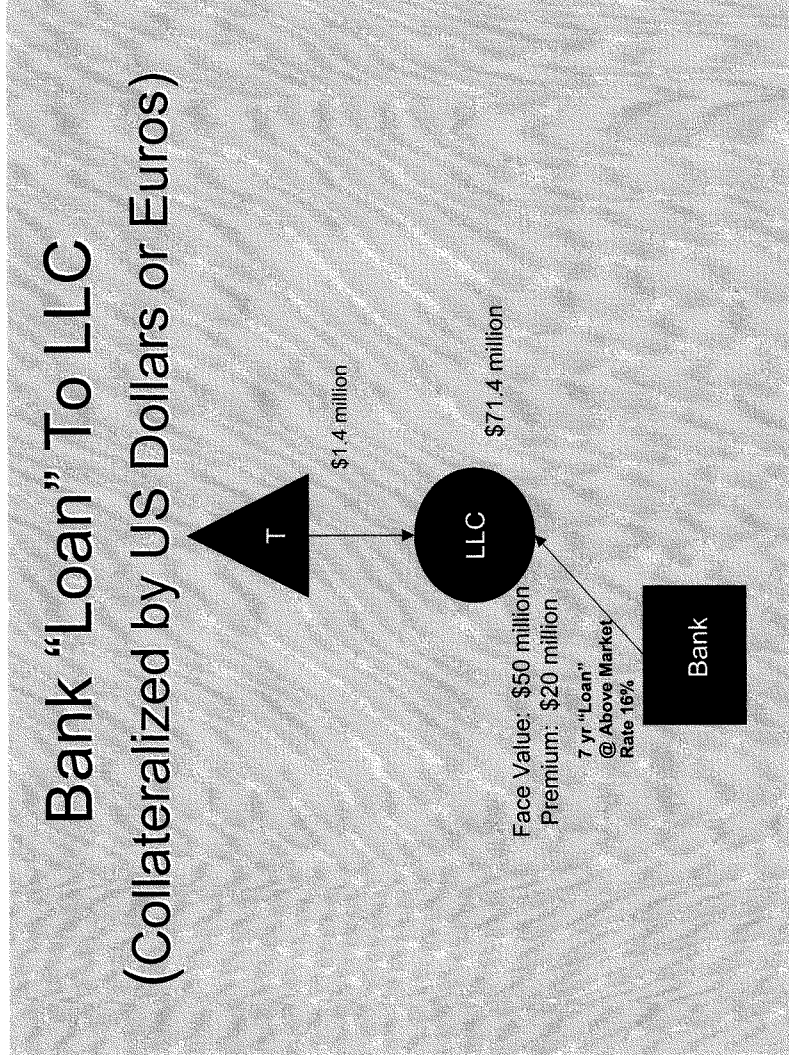 Bank “Loan” To LLC
(Collateralized by US Dollars or Euros)
T
$1.4 million
LLC
$71.4 million
Face Value: $50 million
Premium: $20 million
7 yr “Loan”
@ Above Market
Rate 16%
Bank